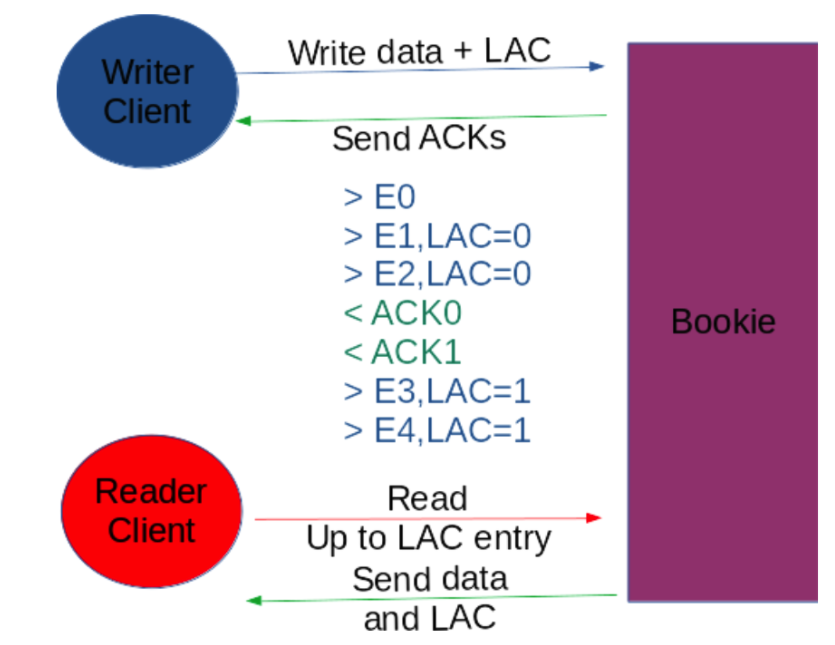 Writer
Client
Write data + LAC
Send ACKs
> E0
> E1,LAC=0
> E2,LAC=0
< ACK0
< ACK1
> E3,LAC=1
> E4,LAC=1
Bookie
Reader
Client
Read
Up to LAC entry
Send data
and LAC